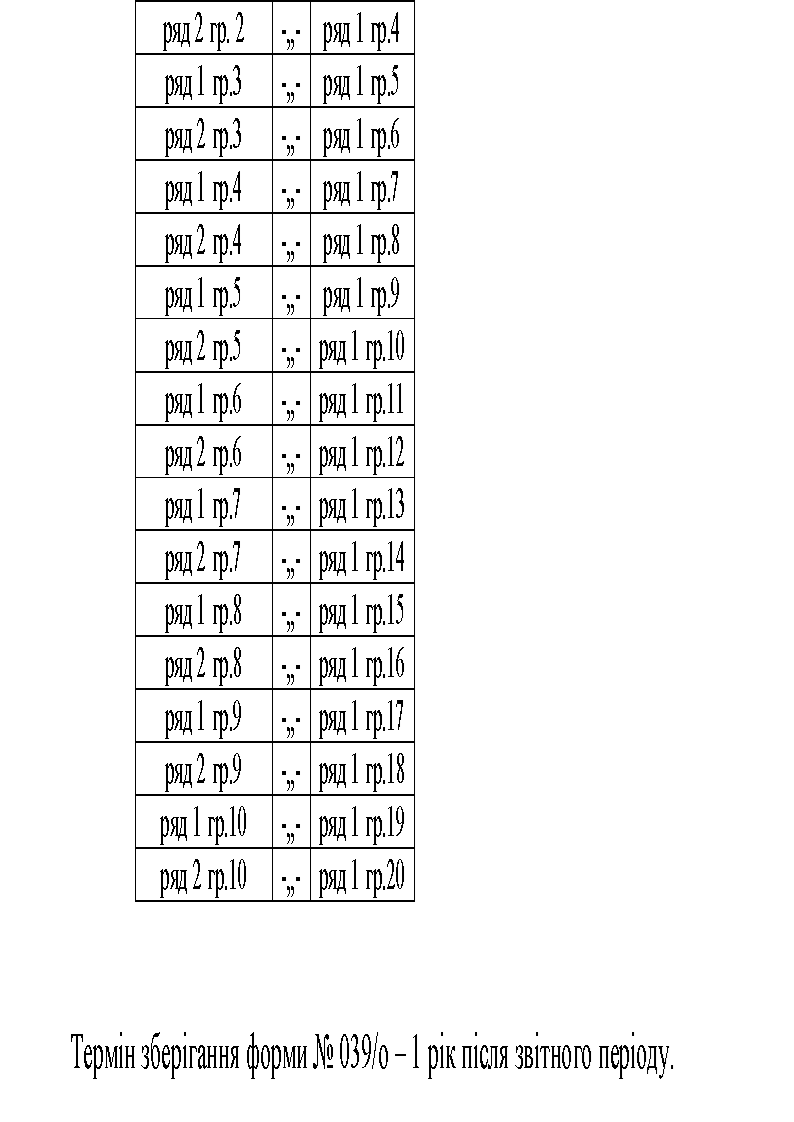 ряд 2 гр. 2 -„- ряд 1 гр.4
ряд 1 гр.3 -„- ряд 1 гр.5
ряд 2 гр.3 -„- ряд 1 гр.6
ряд 1 гр.4 -„- ряд 1 гр.7
ряд 2 гр.4 -„- ряд 1 гр.8
ряд 1 гр.5 -„- ряд 1 гр.9
ряд 2 гр.5 -„- ряд 1 гр.10
ряд 1 гр.6 -„- ряд 1 гр.11
ряд 2 гр.6 -„- ряд 1 гр.12
ряд 1 гр.7 -„- ряд 1 гр.13
ряд 2 гр.7 -„- ряд 1 гр.14
ряд 1 гр.8 -„- ряд 1 гр.15
ряд 2 гр.8 -„- ряд 1 гр.16
ряд 1 гр.9 -„- ряд 1 гр.17
ряд 2 гр.9 -„- ряд 1 гр.18
ряд 1 гр.10 -„- ряд 1 гр.19
ряд 2 гр.10 -„- ряд 1 гр.20
Термін зберігання форми № 039/о – 1 рік після звітного періоду.